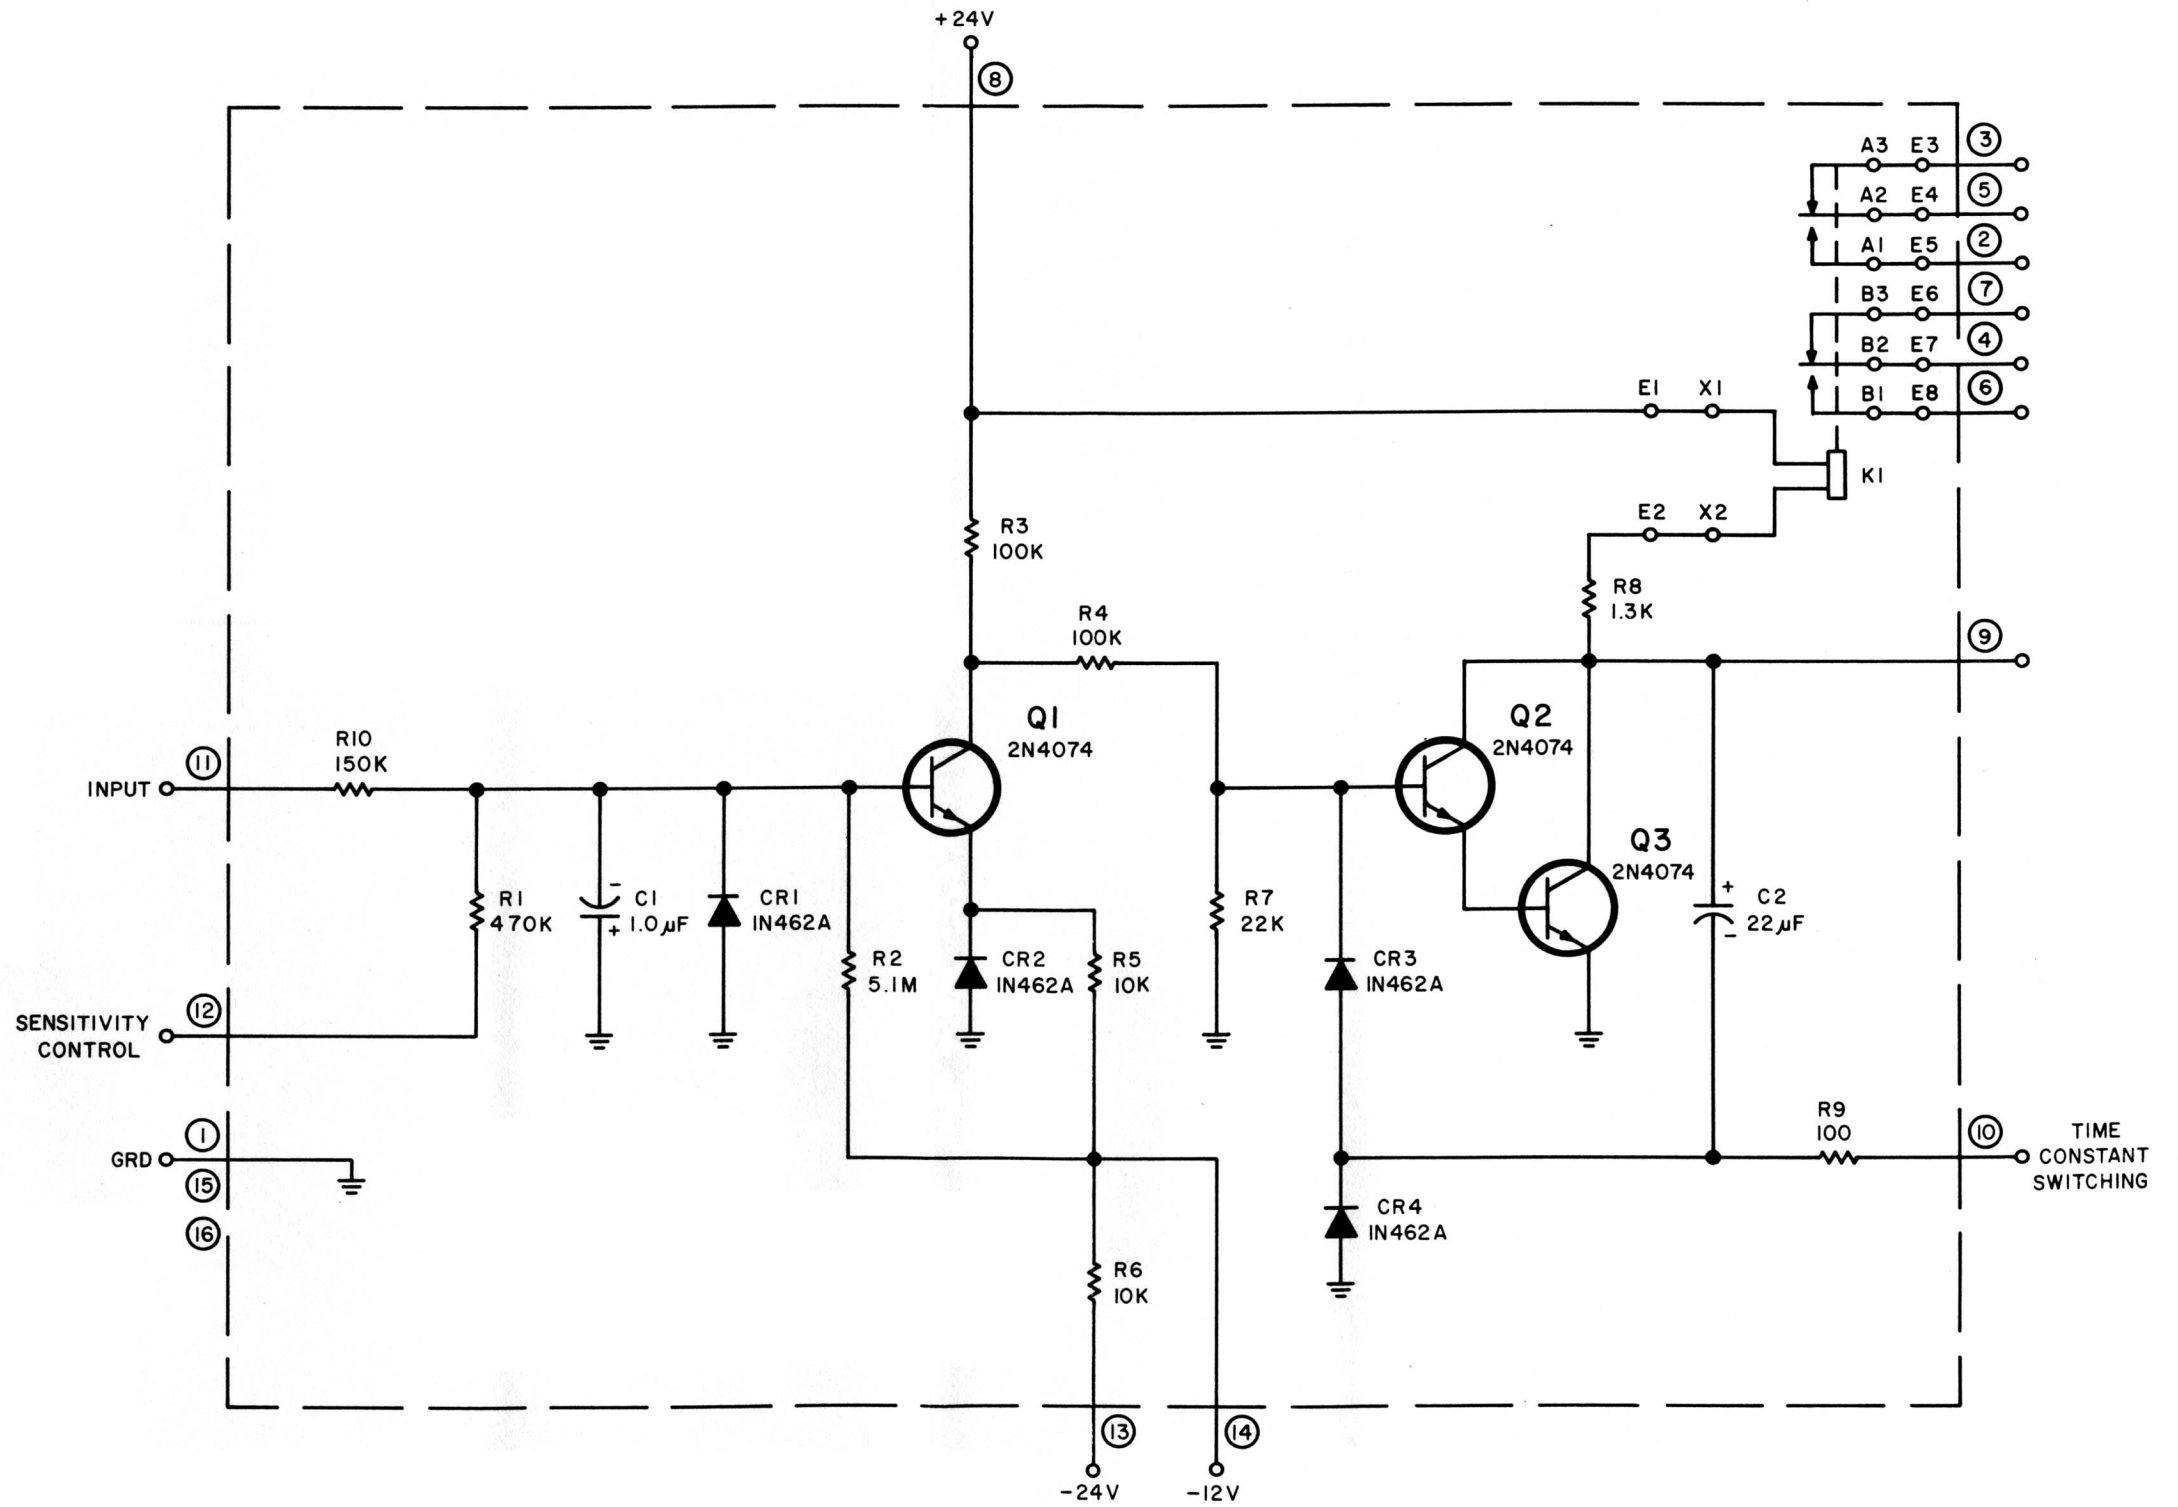 +24V
8
A3 E3 3
A2 E4 5
A1 E5 2
B3 E6 7
B2 E7 4
B1 E8 6
E1 X1
K1
E2 X2
R3
100K
R8
1.3K
R4
100K
9
Q1
2N4074
Q2
2N4074
R10
150K
11
INPUT
Q3
2N4074
R1
470K
-
C1
1.0µF
+
CR1
IN462A
R7
22K
+
C2
22µF
-
R2
5.1M
CR2
IN462A
R5
10K
CR3
IN462A
12
SENSITIVITY
CONTROL
1
GRD
15
16
R9
100
10
TIME
CONSTANT
SWITCHING
CR4
IN462A
R6
10K
13
14
-24V
-12V